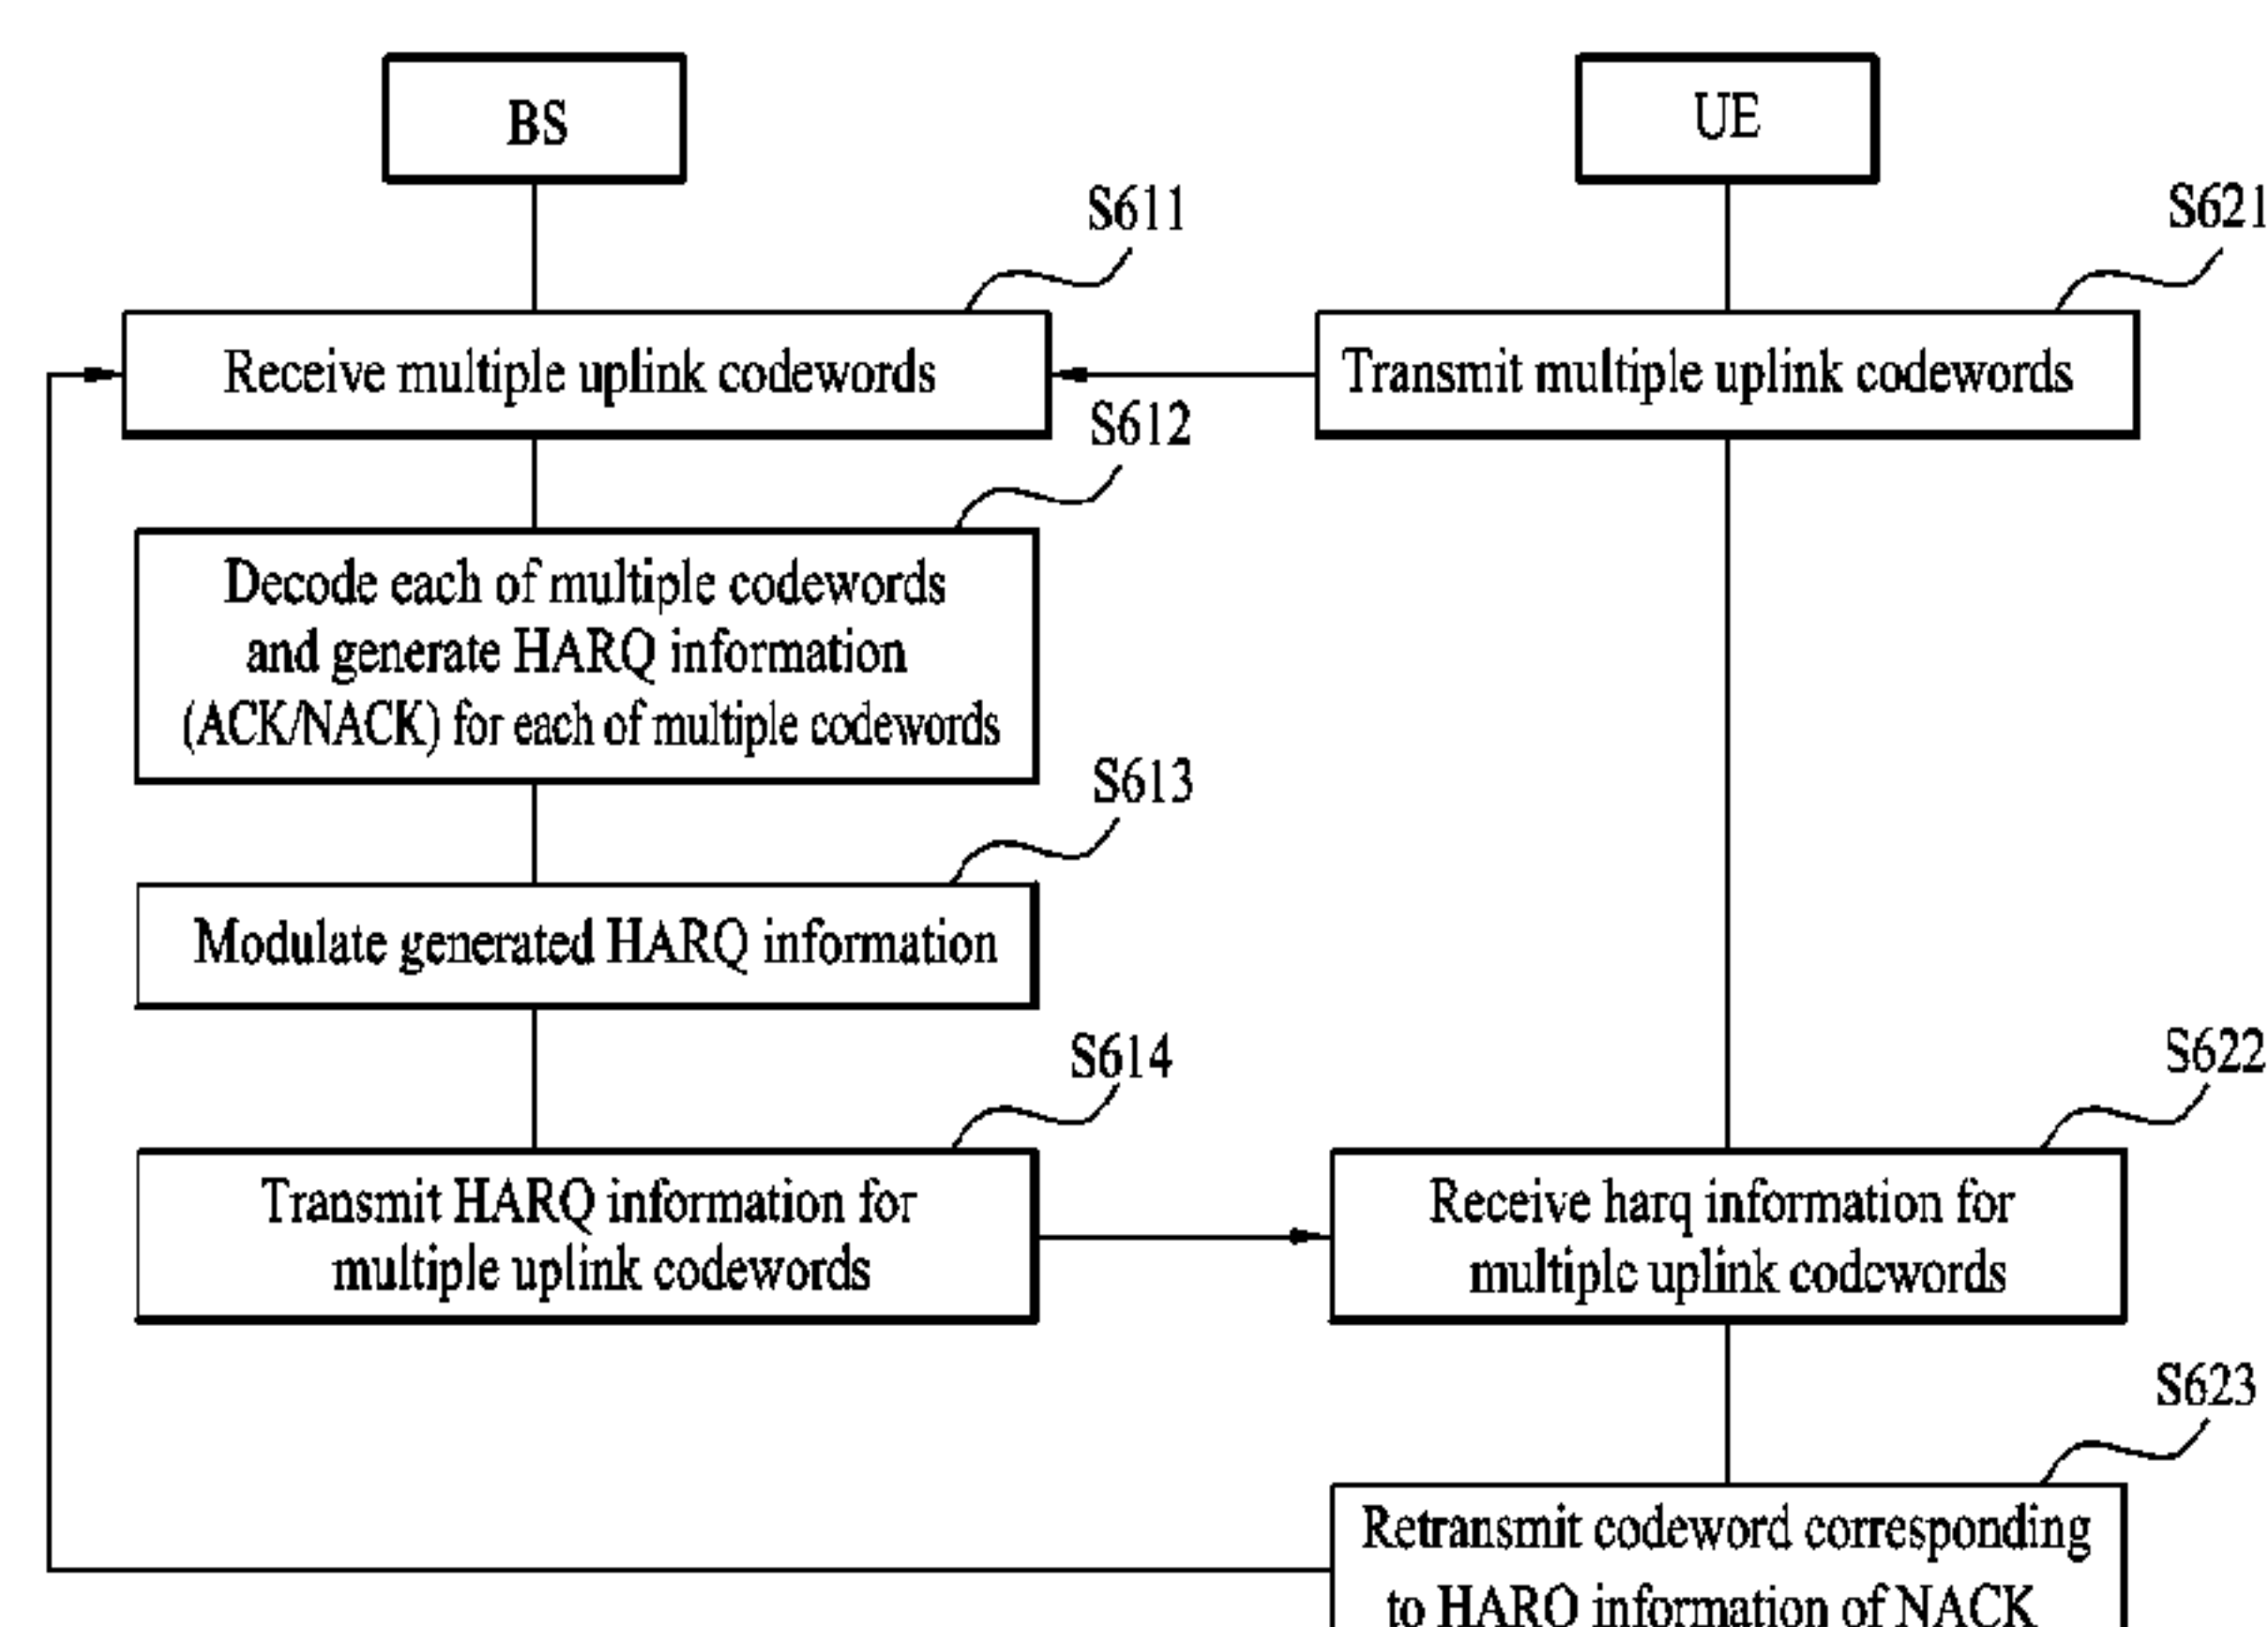 BS
UE
S611
S621
Receive multiple uplink codewords
Transmit multiple uplink codewords
S612
Decode each of multiple codewords
and generate HARQ information
(ACK/NACK) for each of multiple codewords
S613
Modulate generated HARQ information
S614
S622
Transmit HARQ information for
multiple uplink codewords
Receive harq information for
multiple uplink codewords
S623
Retransmit codeword corresponding
to HARQ information of NACK